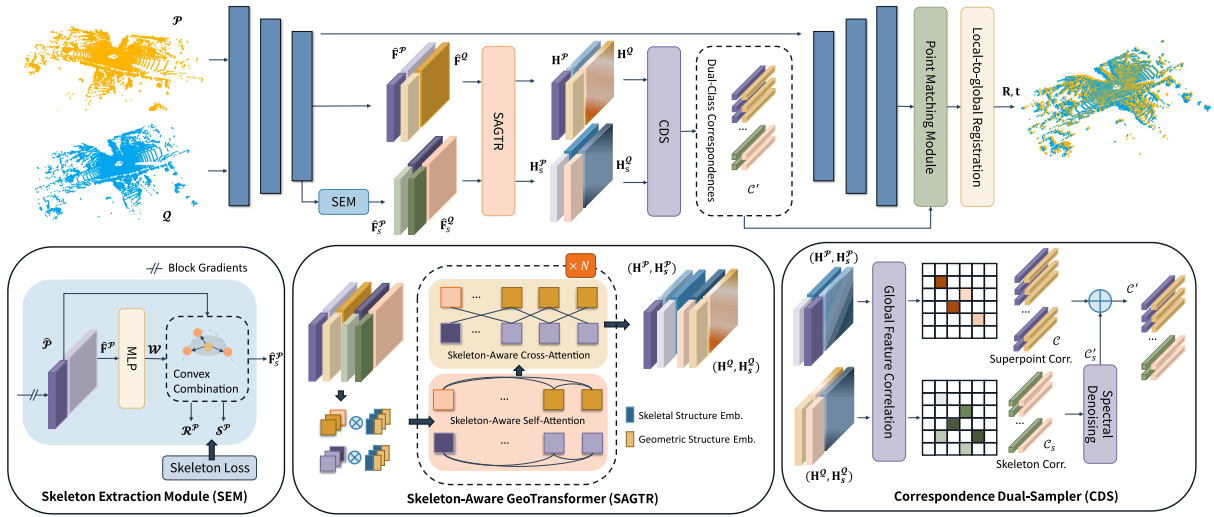 𝓟
𝓠
SEM
F̂^𝓟
F̂^𝓠
F̂_s^𝓟
F̂_s^𝓠
SAGTR
H^𝓟
H^𝓠
H_s^𝓟
H_s^𝓠
CDS
Dual-Class Correspondences
...
𝒞′
Point Matching Module
Local-to-global Registration
R, t
Block Gradients
𝓟̂
F̂^𝓟
MLP
𝓦
Convex
Combination
F̂_s^𝓟
𝓡^𝓟
𝓢^𝓟
Skeleton Loss
Skeleton Extraction Module (SEM)
× N
...
...
Skeleton-Aware Cross-Attention
...
Skeleton-Aware Self-Attention
...
(H^𝓟, H_s^𝓟)
(H^𝓠, H_s^𝓠)
Skeletal Structure Emb.
Geometric Structure Emb.
Skeleton-Aware GeoTransformer (SAGTR)
(H^𝓟, H_s^𝓟)
(H^𝓠, H_s^𝓠)
Global Feature Correlation
...
𝒞
Superpoint Corr.
...
𝒞_s
Skeleton Corr.
𝒞′_s
Spectral
Denoising
𝒞′
...
Correspondence Dual-Sampler (CDS)